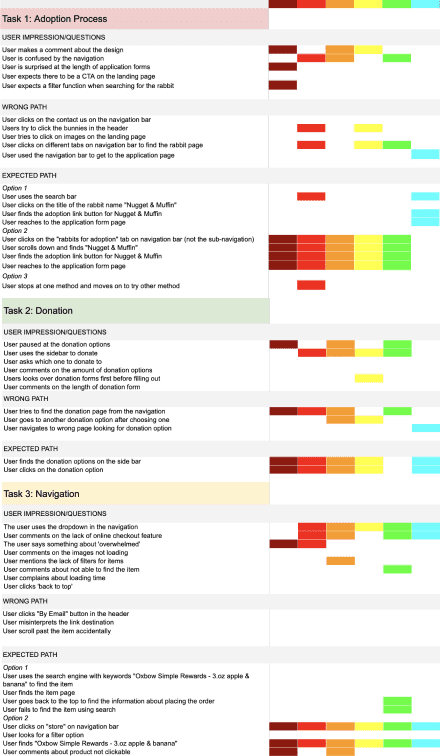 Task 1: Adoption Process
USER IMPRESSION/QUESTIONS
User makes a comment about the design
User is confused by the navigation
User is surprised at the length of application forms
User expects there to be a CTA on the landing page
User expects a filter function when searching for the rabbit
WRONG PATH
User clicks on the contact us on the navigation bar
Users try to click the bunnies in the header
User tries to click on images on the landing page
User clicks on different tabs on navigation bar to find the rabbit page
User used the navigation bar to get to the application page
EXPECTED PATH
Option 1
User uses the search bar
User clicks on the title of the rabbit name "Nugget & Muffin"
User finds the adoption link button for Nugget & Muffin
User reaches to the application form page
Option 2
User clicks on the "rabbits for adoption" tab on navigation bar (not the sub-navigation)
User scrolls down and finds "Nugget & Muffin"
User finds the adoption link button for Nugget & Muffin
User reaches to the application form page
Option 3
User stops at one method and moves on to try other method
Task 2: Donation
USER IMPRESSION/QUESTIONS
User paused at the donation options
User uses the sidebar to donate
User asks which one to donate to
User comments on the amount of donation options
Users looks over donation forms first before filling out
User comments on the length of donation form
WRONG PATH
User tries to find the donation page from the navigation
User goes to another donation option after choosing one
User navigates to wrong page looking for donation option
EXPECTED PATH
User finds the donation options on the side bar
User clicks on the donation option
Task 3: Navigation
USER IMPRESSION/QUESTIONS
The user uses the dropdown in the navigation
User comments on the lack of online checkout feature
The user says something about 'overwhelmed'
User comments on the images not loading
User mentions the lack of filters for items
User comments about not able to find the item
User complains about loading time
User clicks 'back to top'
WRONG PATH
User clicks "By Email" button in the header
User misinterprets the link destination
User scroll past the item accidentally
EXPECTED PATH
Option 1
User uses the search engine with keywords "Oxbow Simple Rewards - 3.oz apple &
banana" to find the item
User finds the item page
User goes back to the top to find the information about placing the order
User fails to find the item using search
Option 2
User clicks on "store" on navigation bar
User looks for a filter option
User finds "Oxbow Simple Rewards - 3.oz apple & banana"
User comments about product not clickable